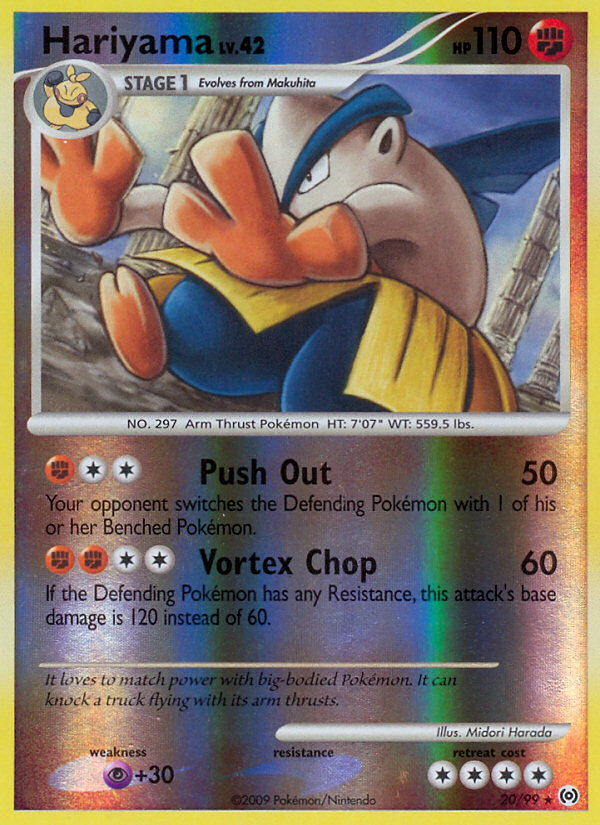 Hariyama LV.42 HP 110
STAGE 1 Evolves from Makuhita
NO. 297 Arm Thrust Pokémon HT: 7'07" WT: 559.5 lbs.
Push Out 50
Your opponent switches the Defending Pokémon with 1 of his
or her Benched Pokémon.
Vortex Chop 60
If the Defending Pokémon has any Resistance, this attack's base
damage is 120 instead of 60.
It loves to match power with big-bodied Pokémon. It can
knock a truck flying with its arm thrusts.
Illus. Midori Harada
weakness resistance retreat cost
+30
©2009 Pokémon/Nintendo 20/99 ★